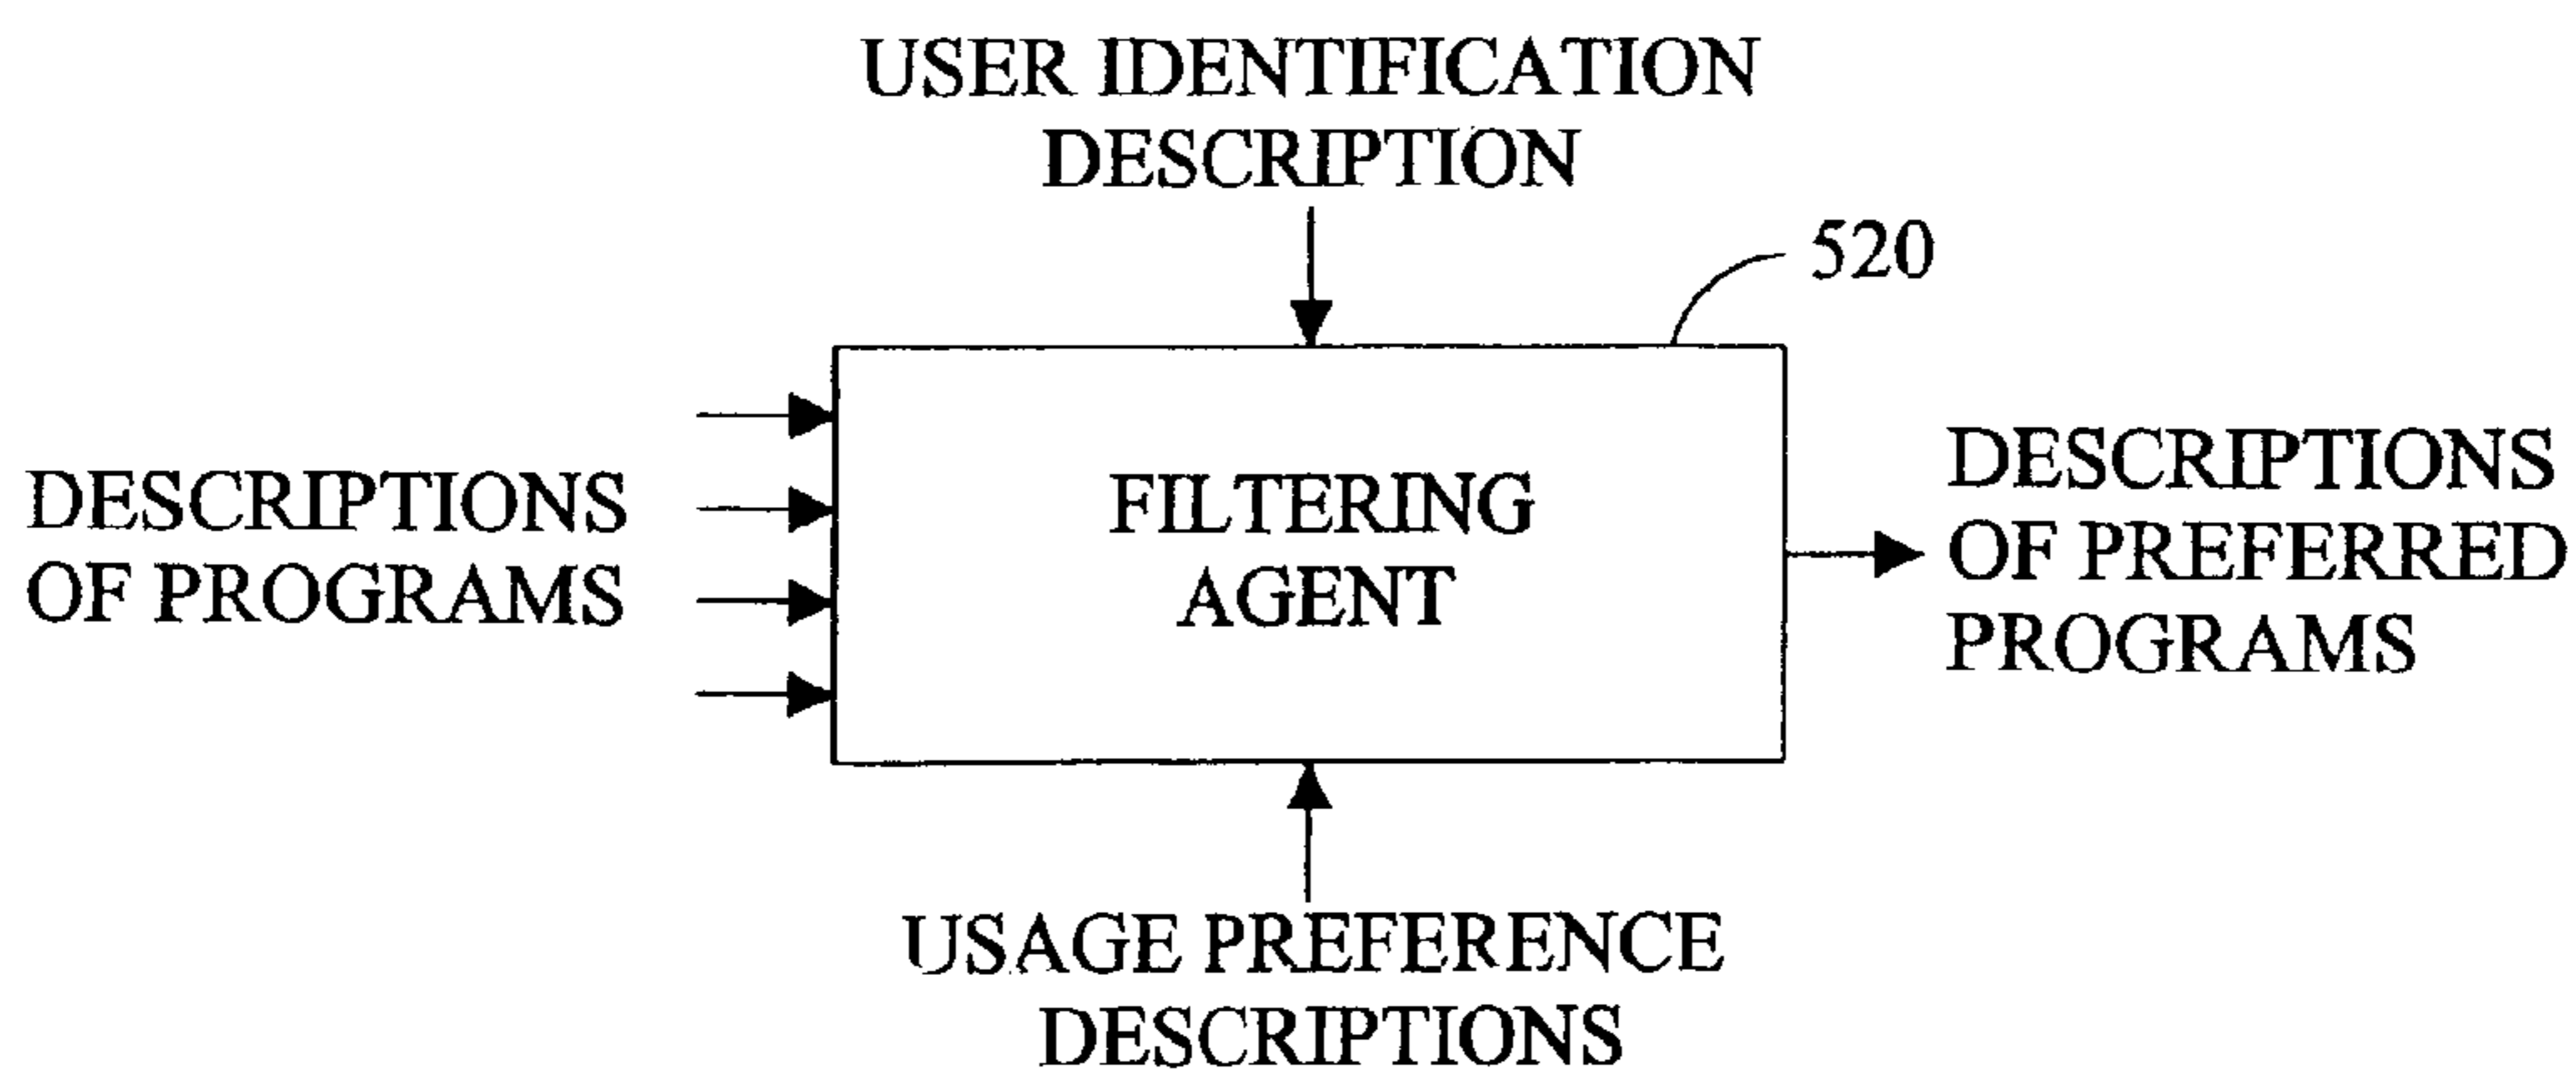 USER IDENTIFICATION
DESCRIPTION
520
DESCRIPTIONS
OF PROGRAMS
FILTERING
AGENT
DESCRIPTIONS
OF PREFERRED
PROGRAMS
USAGE PREFERENCE
DESCRIPTIONS